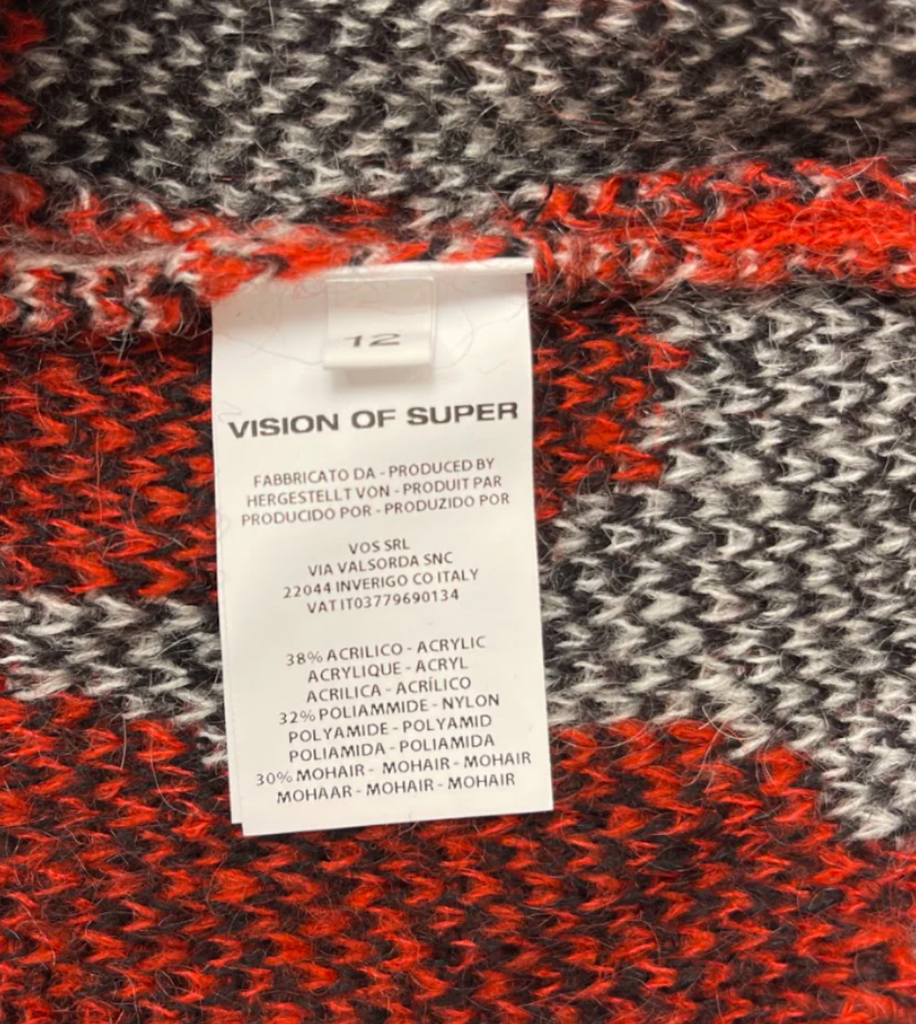 12
VISION OF SUPER
FABBRICATO DA - PRODUCED BY
HERGESTELLT VON - PRODUIT PAR
PRODUCIDO POR - PRODUZIDO POR
VOS SRL
VIA VALSORDA SNC
22044 INVERIGO CO ITALY
VAT IT03779690134
38% ACRILICO - ACRYLIC
ACRYLIQUE - ACRYL
ACRILICA - ACRÍLICO
32% POLIAMMIDE - NYLON
POLYAMIDE - POLYAMID
POLIAMIDA - POLIAMIDA
30% MOHAIR - MOHAIR - MOHAIR
MOHAAR - MOHAIR - MOHAIR